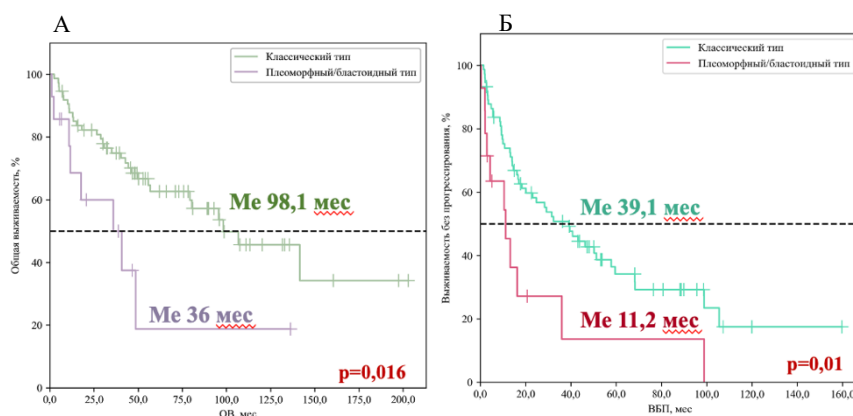 А
Классический тип
Плеоморфный/бластоидный тип
Общая выживаемость, %
100
80
60
40
20
0
Ме 98,1 мес
Ме 36 мес
p=0,016
0,0 25,0 50,0 75,0 100,0 125,0 150,0 175,0 200,0
ОВ, мес
Б
Классический тип
Плеоморфный/бластоидный тип
Выживаемость без прогрессирования, %
100
80
60
40
20
0
Ме 39,1 мес
Ме 11,2 мес
p=0,01
0,0 20,0 40,0 60,0 80,0 100,0 120,0 140,0 160,0
ВБП, мес